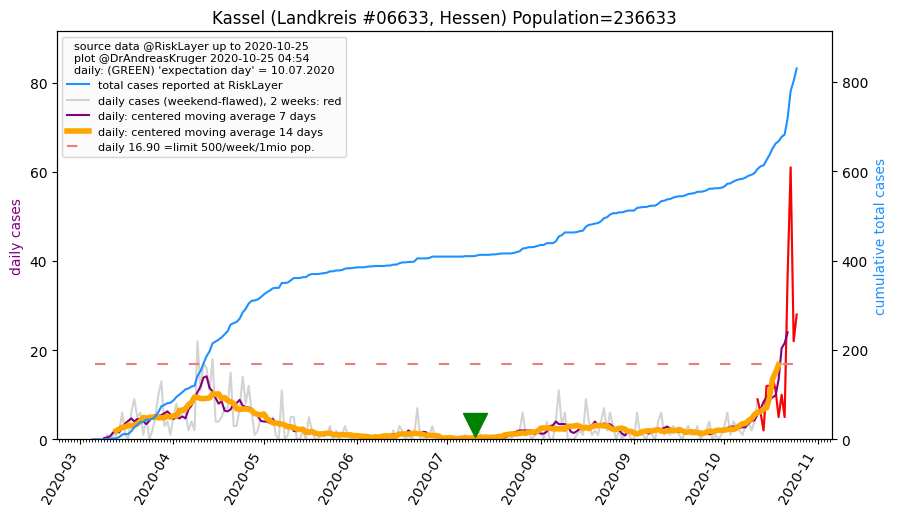 Kassel (Landkreis #06633, Hessen) Population=236633
source data @RiskLayer up to 2020-10-25
plot @DrAndreasKruger 2020-10-25 04:54
daily: (GREEN) 'expectation day' = 10.07.2020
total cases reported at RiskLayer
daily cases (weekend-flawed), 2 weeks: red
daily: centered moving average 7 days
daily: centered moving average 14 days
daily 16.90 =limit 500/week/1mio pop.
daily cases
80
60
40
20
0
cumulative total cases
800
600
400
200
0
2020-03
2020-04
2020-05
2020-06
2020-07
2020-08
2020-09
2020-10
2020-11